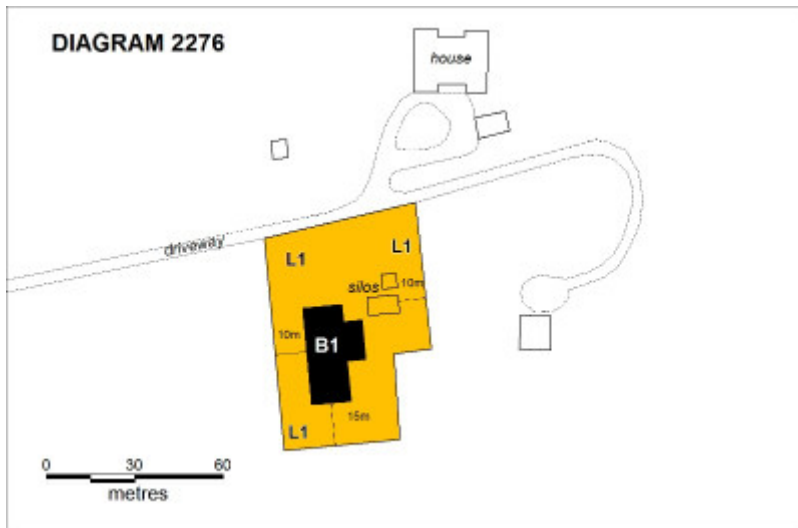 DIAGRAM 2276
house
driveway
L1
L1
silos
10m
10m
B1
L1
15m
0 30 60
metres